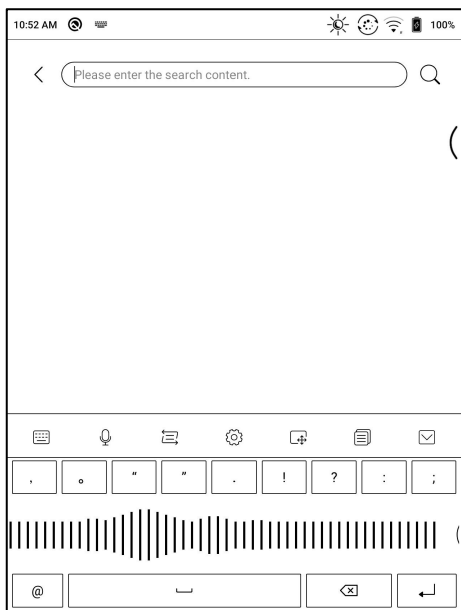 10:52 AM 100%
Please enter the search content.
, 。 “ ” . ! ? : ;
@